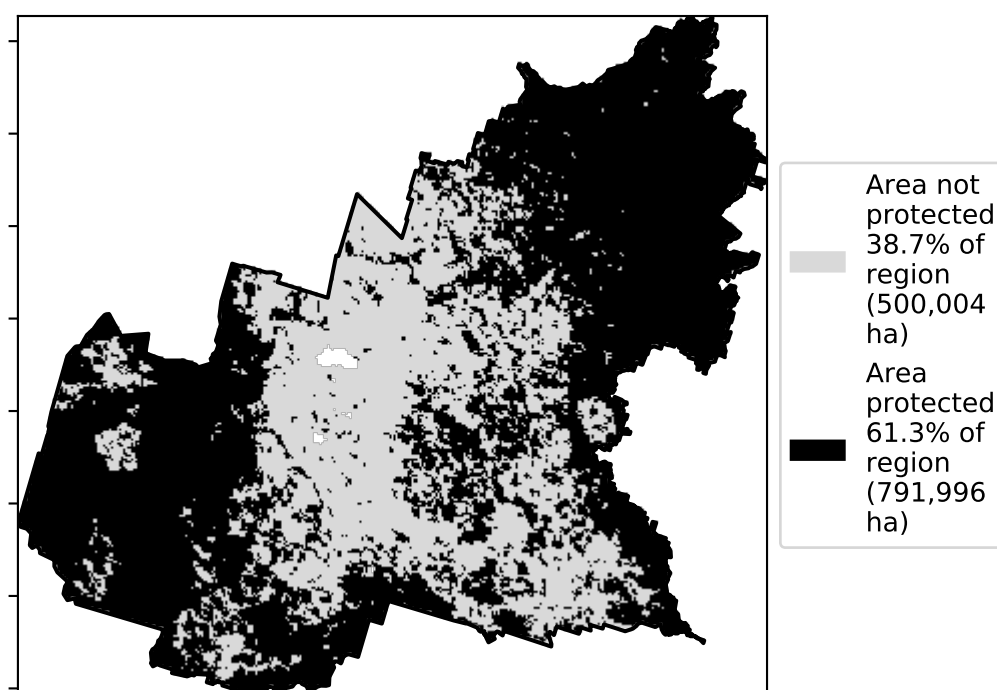 Area not
protected
38.7% of
region
(500,004
ha)
Area
protected
61.3% of
region
(791,996
ha)